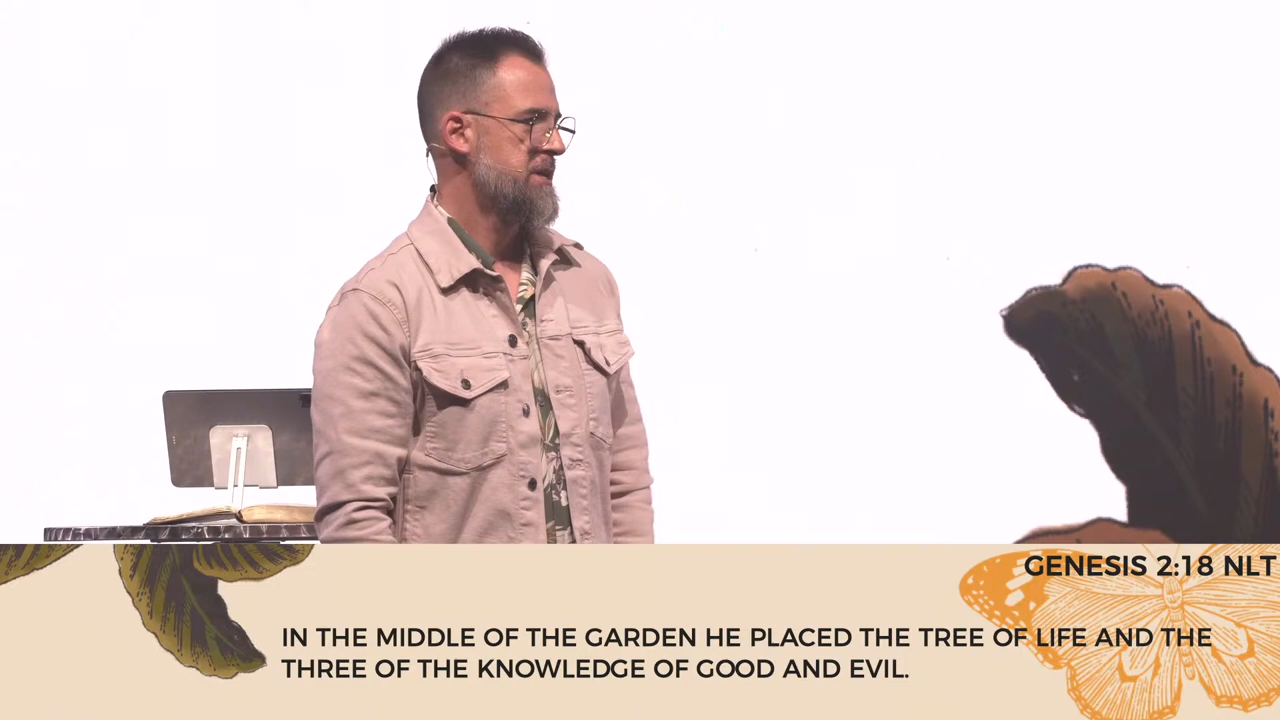 GENESIS 2:18 NLT
IN THE MIDDLE OF THE GARDEN HE PLACED THE TREE OF LIFE AND THE
THREE OF THE KNOWLEDGE OF GOOD AND EVIL.